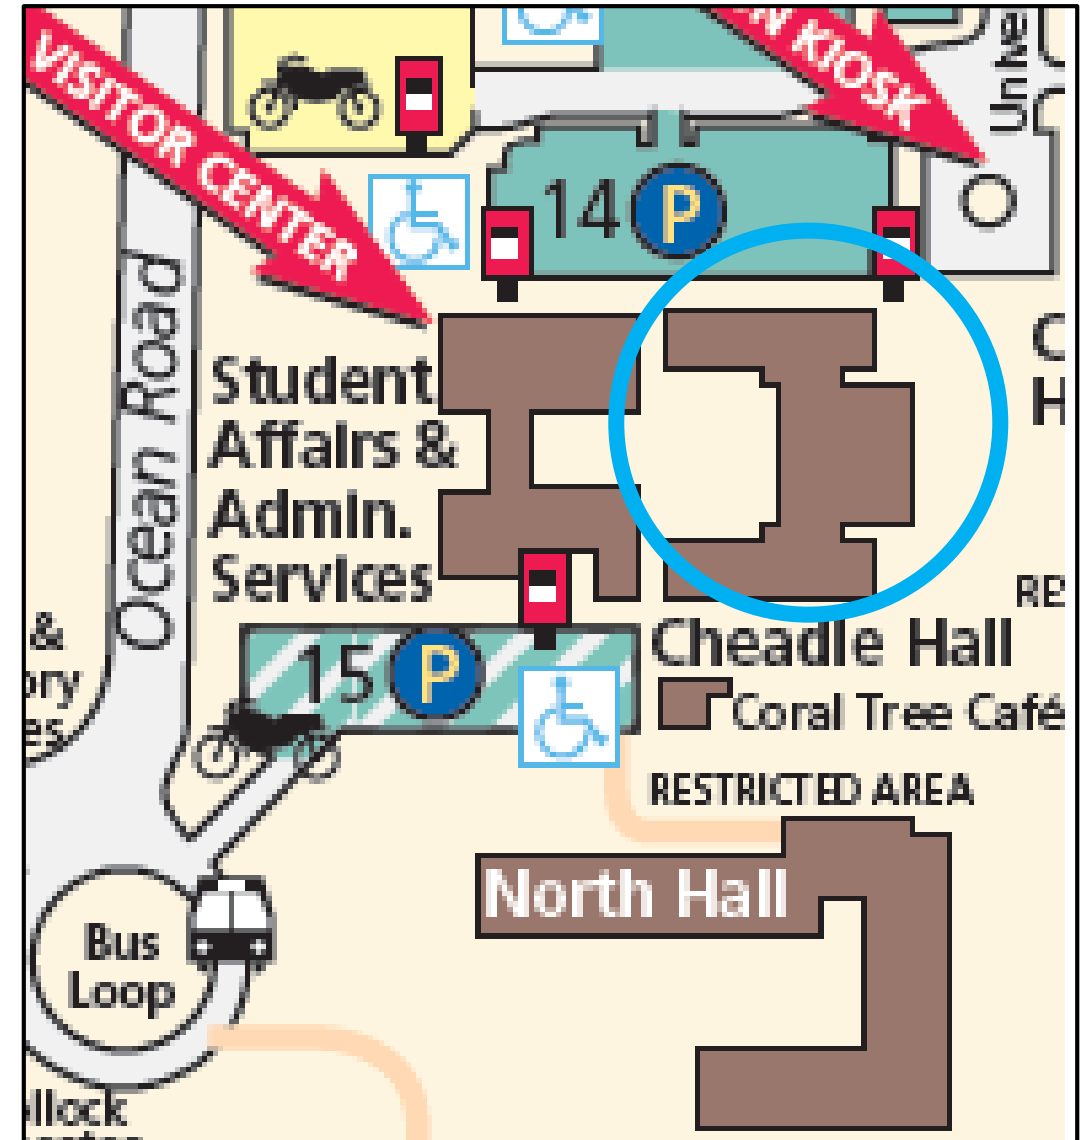 VISITOR CENTER
KIOSK
14 P
Ocean Road
Student
Affairs &
Admin.
Services
&
15 P
Cheadle Hall
Coral Tree Café
RESTRICTED AREA
North Hall
Bus
Loop